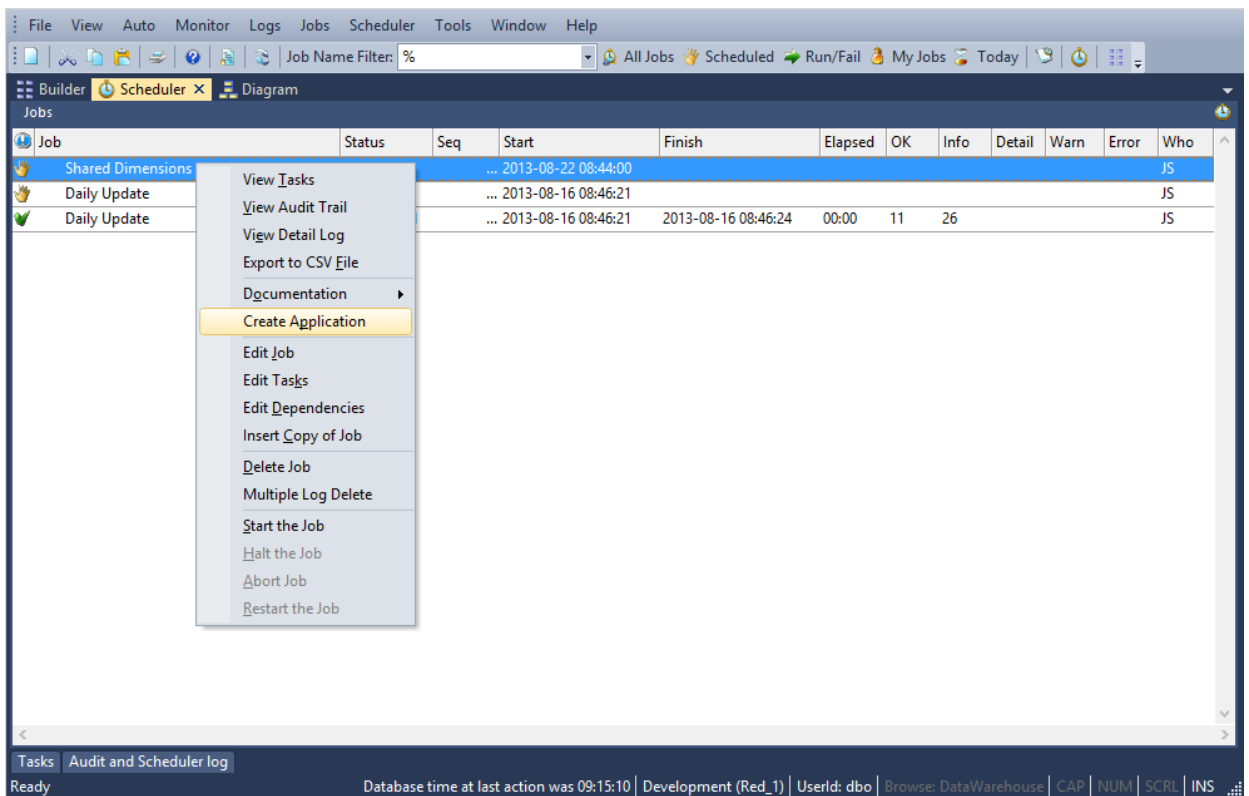 File View Auto Monitor Logs Jobs Scheduler Tools Window Help
Job Name Filter: % All Jobs Scheduled Run/Fail My Jobs Today
Builder Scheduler Diagram
Jobs
Job Status Seq Start Finish Elapsed OK Info Detail Warn Error Who
Shared Dimensions ... 2013-08-22 08:44:00 JS
Daily Update ... 2013-08-16 08:46:21 JS
Daily Update ... 2013-08-16 08:46:21 2013-08-16 08:46:24 00:00 11 26 JS
View Tasks
View Audit Trail
View Detail Log
Export to CSV File
Documentation
Create Application
Edit Job
Edit Tasks
Edit Dependencies
Insert Copy of Job
Delete Job
Multiple Log Delete
Start the Job
Halt the Job
Abort Job
Restart the Job
Tasks Audit and Scheduler log
Ready Database time at last action was 09:15:10 Development (Red_1) UserId: dbo Browse: DataWarehouse CAP NUM SCRL INS